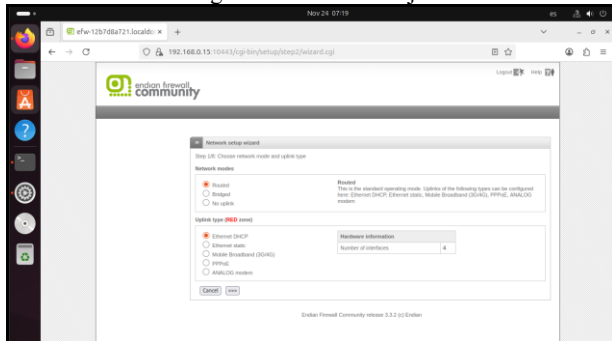 Nov 24 07:19
es
efw-12b7d8a721.localdo
192.168.0.15:10443/cgi-bin/setup/step2/wizard.cgi
Logout
Help
endian firewall
community
Network setup wizard
Step 1/8: Choose network mode and uplink type
Network modes
Routed
Bridged
No uplink
Routed
This is the standard operating mode. Uplinks of the following types can be configured
here: Ethernet DHCP, Ethernet static, Mobile Broadband (3G/4G), PPPoE, ANALOG
modem
Uplink type (RED zone)
Ethernet DHCP
Ethernet static
Mobile Broadband (3G/4G)
PPPoE
ANALOG modem
Hardware information
Number of interfaces 4
Cancel >>>
Endian Firewall Community release 3.3.2 (c) Endian